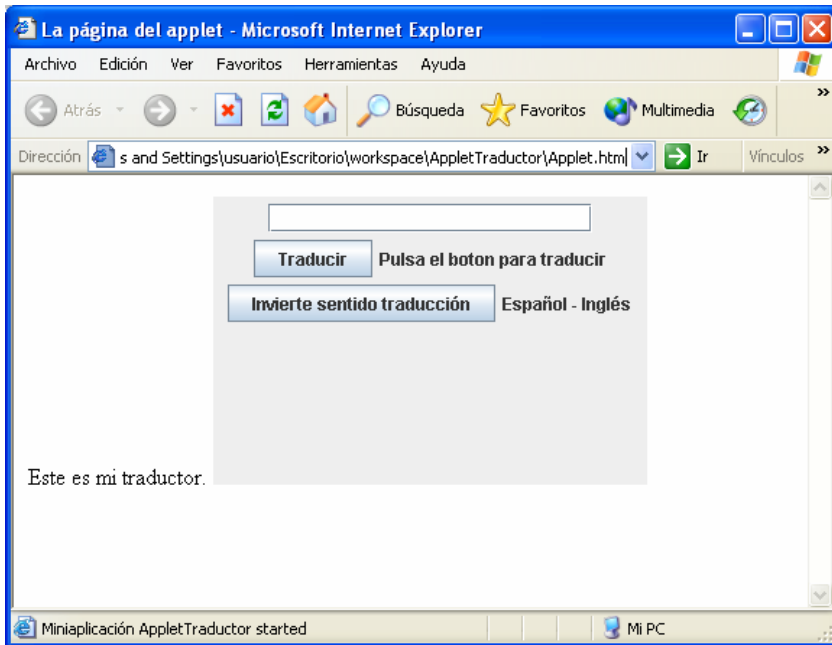 La página del applet - Microsoft Internet Explorer
Archivo Edición Ver Favoritos Herramientas Ayuda
Atrás Búsqueda Favoritos Multimedia »
Dirección s and Settings\usuario\Escritorio\workspace\AppletTraductor\Applet.html Ir Vínculos »
Traducir Pulsa el boton para traducir
Invierte sentido traducción Español - Inglés
Este es mi traductor.
Miniaplicación AppletTraductor started Mi PC